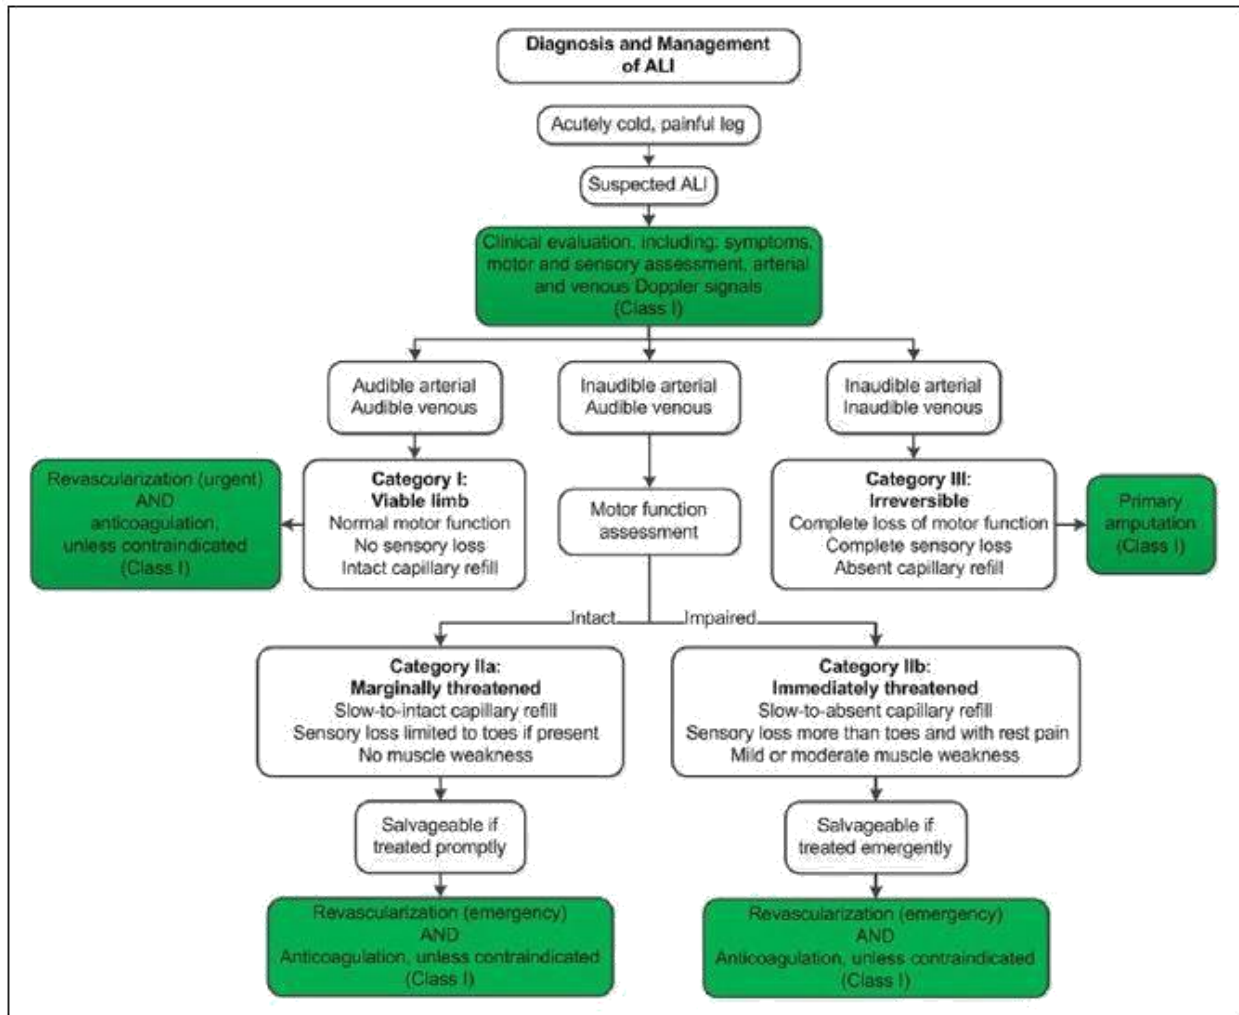 Diagnosis and Management
of ALI
Acutely cold, painful leg
Suspected ALI
Clinical evaluation, including: symptoms,
motor and sensory assessment, arterial
and venous Doppler signals
(Class I)
Audible arterial
Audible venous
Inaudible arterial
Audible venous
Inaudible arterial
Inaudible venous
Revascularization (urgent)
AND
anticoagulation,
unless contraindicated
(Class I)
Category I:
Viable limb
Normal motor function
No sensory loss
Intact capillary refill
Motor function
assessment
Category III:
Irreversible
Complete loss of motor function
Complete sensory loss
Absent capillary refill
Primary
amputation
(Class I)
Intact
Impaired
Category IIa:
Marginally threatened
Slow-to-intact capillary refill
Sensory loss limited to toes if present
No muscle weakness
Category IIb:
Immediately threatened
Slow-to-absent capillary refill
Sensory loss more than toes and with rest pain
Mild or moderate muscle weakness
Salvageable if
treated promptly
Salvageable if
treated emergently
Revascularization (emergency)
AND
Anticoagulation, unless contraindicated
(Class I)
Revascularization (emergency)
AND
Anticoagulation, unless contraindicated
(Class I)